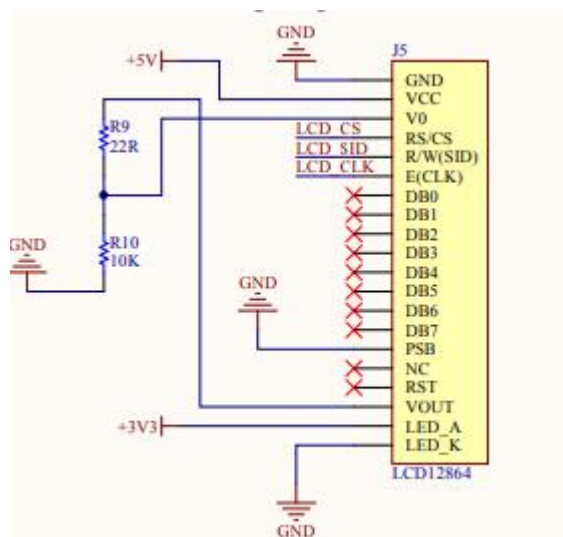 GND
J5
+5V
GND
VCC
V0
R9
22R
LCD_CS
RS/CS
LCD_SID
R/W(SID)
LCD_CLK
E(CLK)
DB0
DB1
DB2
DB3
DB4
DB5
DB6
DB7
GND
R10
10K
GND
PSB
NC
RST
VOUT
+3V3
LED_A
LED_K
LCD12864
GND